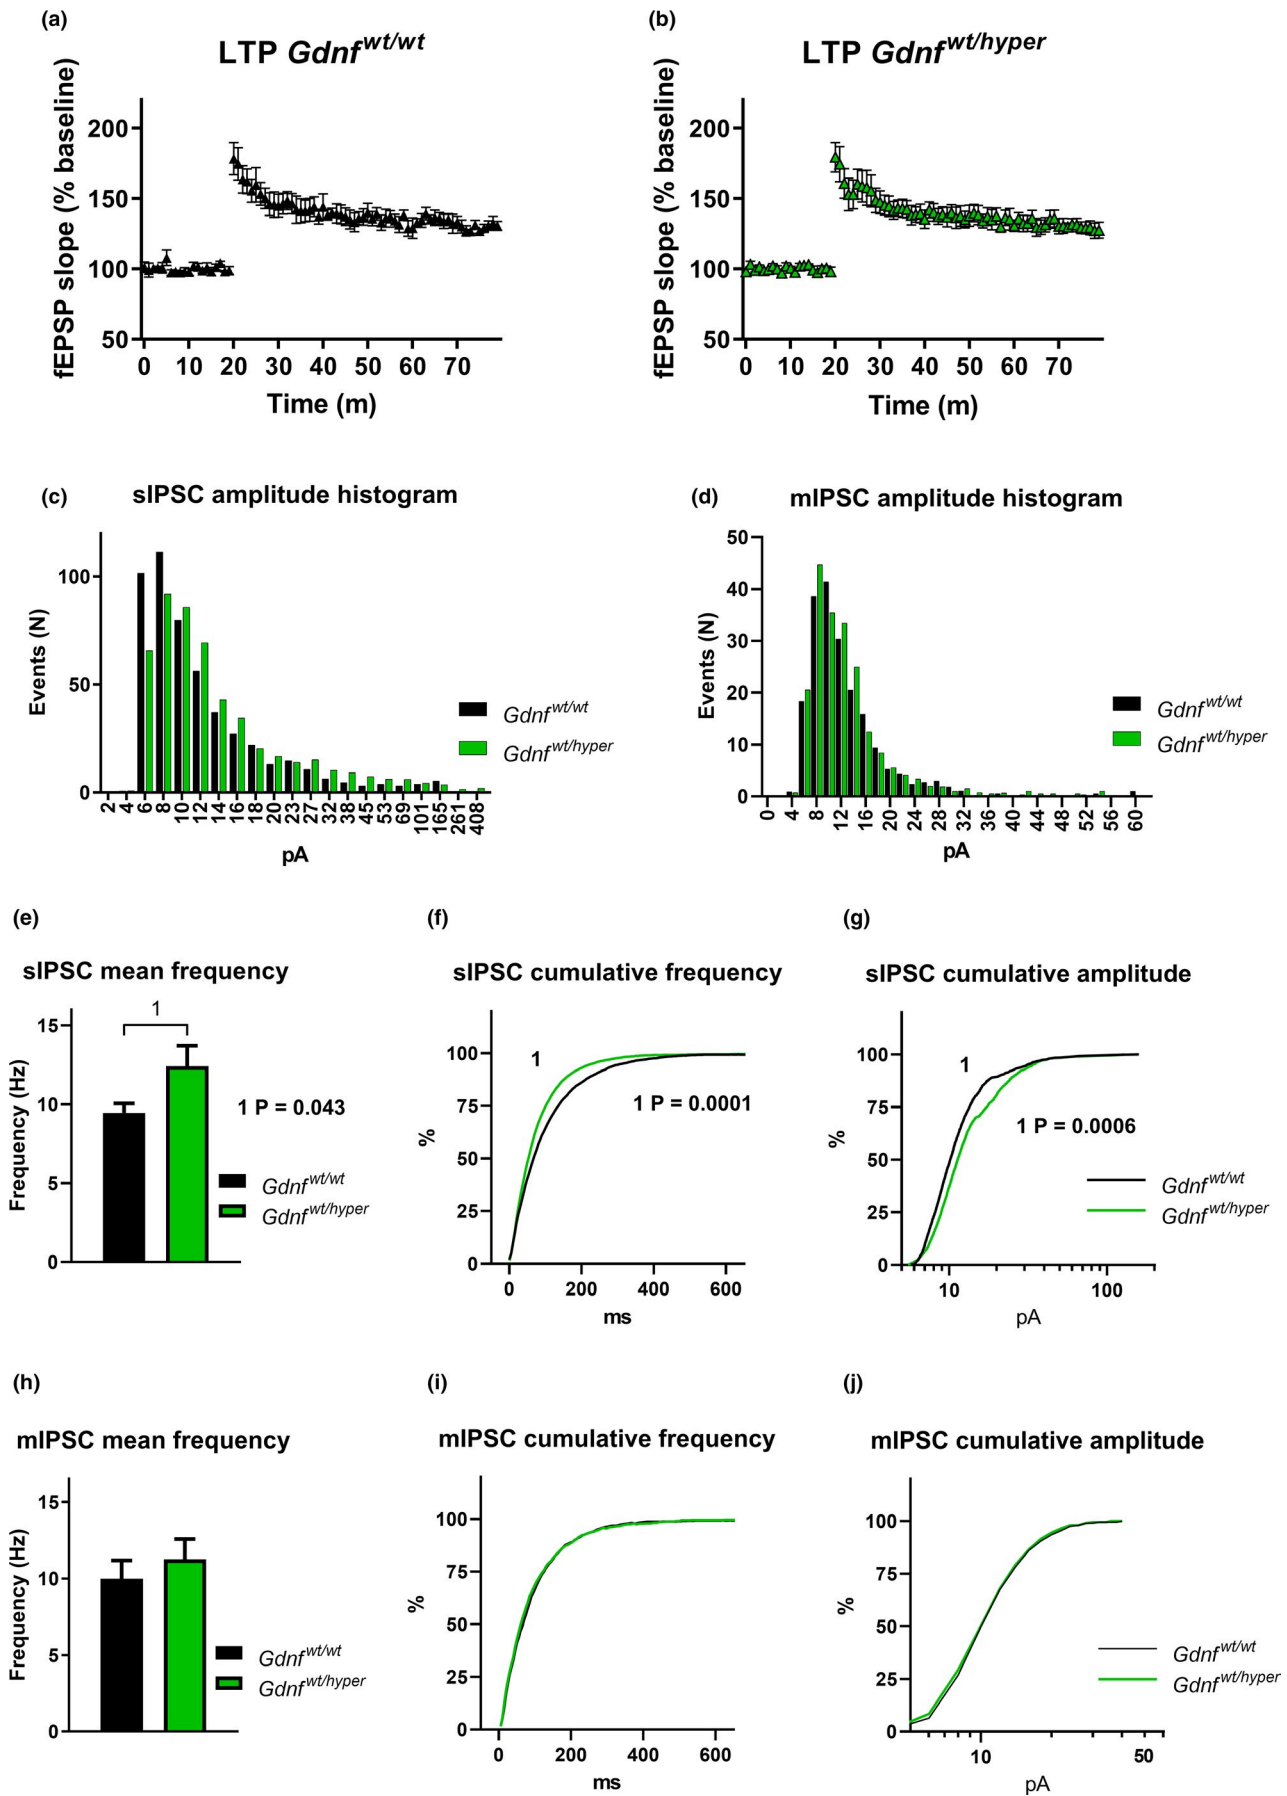 (a)
LTP Gdnf wt/wt
fEPSP slope (% baseline)
200
150
100
50
0 10 20 30 40 50 60 70
Time (m)
(b)
LTP Gdnf wt/hyper
fEPSP slope (% baseline)
200
150
100
50
0 10 20 30 40 50 60 70
Time (m)
(c)
sIPSC amplitude histogram
Events (N)
100
50
0
2 4 6 8 10 12 14 16 18 20 23 27 32 38 45 53 69 101 165 261 408
pA
Gdnf wt/wt
Gdnf wt/hyper
(d)
mIPSC amplitude histogram
Events (N)
50
40
30
20
10
0
0 4 8 12 16 20 24 28 32 36 40 44 48 52 56 60
pA
Gdnf wt/wt
Gdnf wt/hyper
(e)
sIPSC mean frequency
Frequency (Hz)
15
10
5
0
1
1 P = 0.043
Gdnf wt/wt
Gdnf wt/hyper
(f)
sIPSC cumulative frequency
%
100
75
50
25
0
1
1 P = 0.0001
0 200 400 600
ms
(g)
sIPSC cumulative amplitude
%
100
75
50
25
0
1
1 P = 0.0006
Gdnf wt/wt
Gdnf wt/hyper
10 100
pA
(h)
mIPSC mean frequency
Frequency (Hz)
15
10
5
0
Gdnf wt/wt
Gdnf wt/hyper
(i)
mIPSC cumulative frequency
%
100
75
50
25
0
0 200 400 600
ms
(j)
mIPSC cumulative amplitude
%
100
75
50
25
0
Gdnf wt/wt
Gdnf wt/hyper
10 50
pA